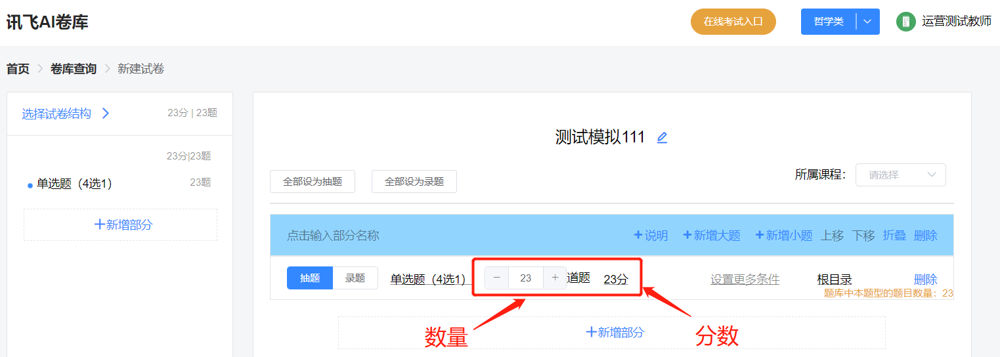 讯飞AI卷库
在线考试入口
哲学类
运营测试教师
首页 > 卷库查询 > 新建试卷
选择试卷结构 >
23分 | 23题
23分|23题
单选题（4选1）
23题
+新增部分
测试模拟111
全部设为抽题
全部设为录题
所属课程：
请选择
点击输入部分名称
+说明
+新增大题
+新增小题
上移
下移
折叠
删除
抽题
录题
单选题（4选1）
− 23 + 道题
23分
设置更多条件
根目录
删除
题库中本题型的题目数量：23
数量
分数
+新增部分